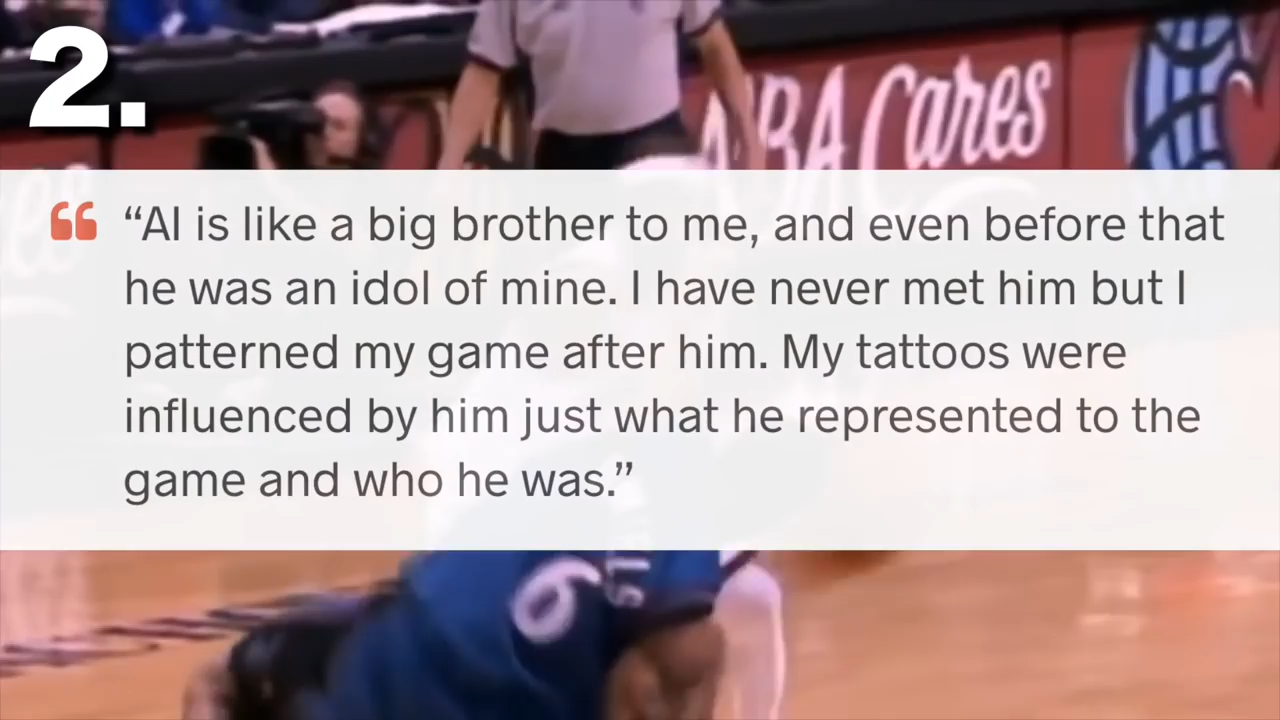 2.
NBA Cares
“AI is like a big brother to me, and even before that
he was an idol of mine. I have never met him but I
patterned my game after him. My tattoos were
influenced by him just what he represented to the
game and who he was.”
6